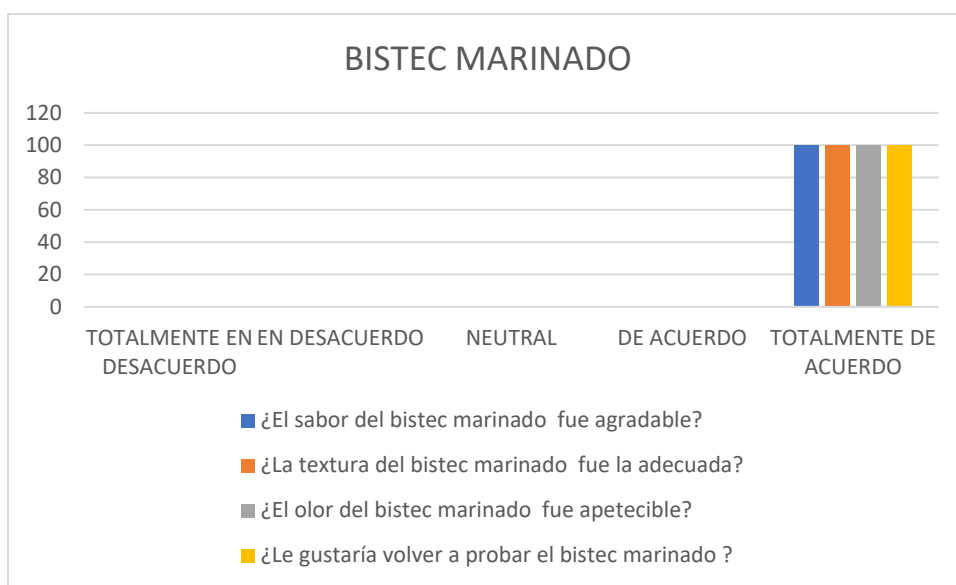 BISTEC MARINADO
120
100
80
60
40
20
0
TOTALMENTE EN DESACUERDO
EN DESACUERDO
NEUTRAL
DE ACUERDO
TOTALMENTE DE ACUERDO
¿El sabor del bistec marinado  fue agradable?
¿La textura del bistec marinado  fue la adecuada?
¿El olor del bistec marinado  fue apetecible?
¿Le gustaría volver a probar el bistec marinado ?